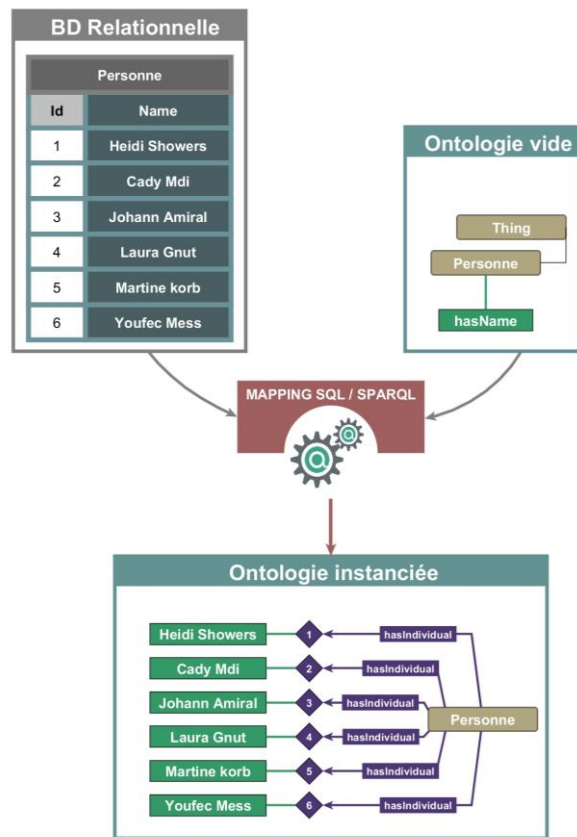 BD Relationnelle
Personne
Id Name
1 Heidi Showers
2 Cady Mdi
3 Johann Amiral
4 Laura Gnut
5 Martine korb
6 Youfec Mess
Ontologie vide
Thing
Personne
hasName
MAPPING SQL / SPARQL
Ontologie instanciée
Heidi Showers 1 hasIndividual
Cady Mdi 2 hasIndividual
Johann Amiral 3 hasIndividual
Personne
Laura Gnut 4 hasIndividual
Martine korb 5 hasIndividual
Youfec Mess 6 hasIndividual